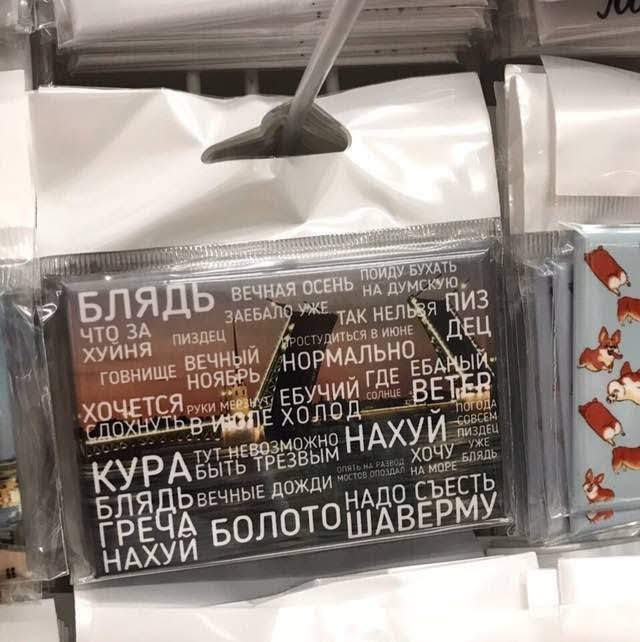 БЛЯДЬ
ВЕЧНАЯ ОСЕНЬ
ПОЙДУ БУХАТЬ
НА ДУМСКУЮ
ЧТО ЗА
ХУЙНЯ
ПИЗДЕЦ
ЗАЕБАЛО УЖЕ
ТАК НЕЛЬЗЯ
ПИЗ
ДЕЦ
ПРОСТУДИТЬСЯ В ИЮНЕ
ГОВНИЩЕ
ВЕЧНЫЙ
НОЯБРЬ
НОРМАЛЬНО
ХОЧЕТСЯ
СДОХНУТЬ
РУКИ МЕРЗНУТ
В ИЮЛЕ
ЕБУЧИЙ
ХОЛОД
ГДЕ
СОЛНЦЕ
ЕБАНЫЙ
ВЕТЕР
КУРА
ТУТ НЕВОЗМОЖНО
БЫТЬ ТРЕЗВЫМ
НАХУЙ
ПОГОДА
СОВСЕМ
ПИЗДЕЦ
УЖЕ
БЛЯДЬ
ОПЯТЬ НА РАЗВОД
МОСТОВ ОПОЗДАЛ
ХОЧУ
НА МОРЕ
БЛЯДЬ
ГРЕЧА
НАХУЙ
ВЕЧНЫЕ ДОЖДИ
БОЛОТО
НАДО СЪЕСТЬ
ШАВЕРМУ